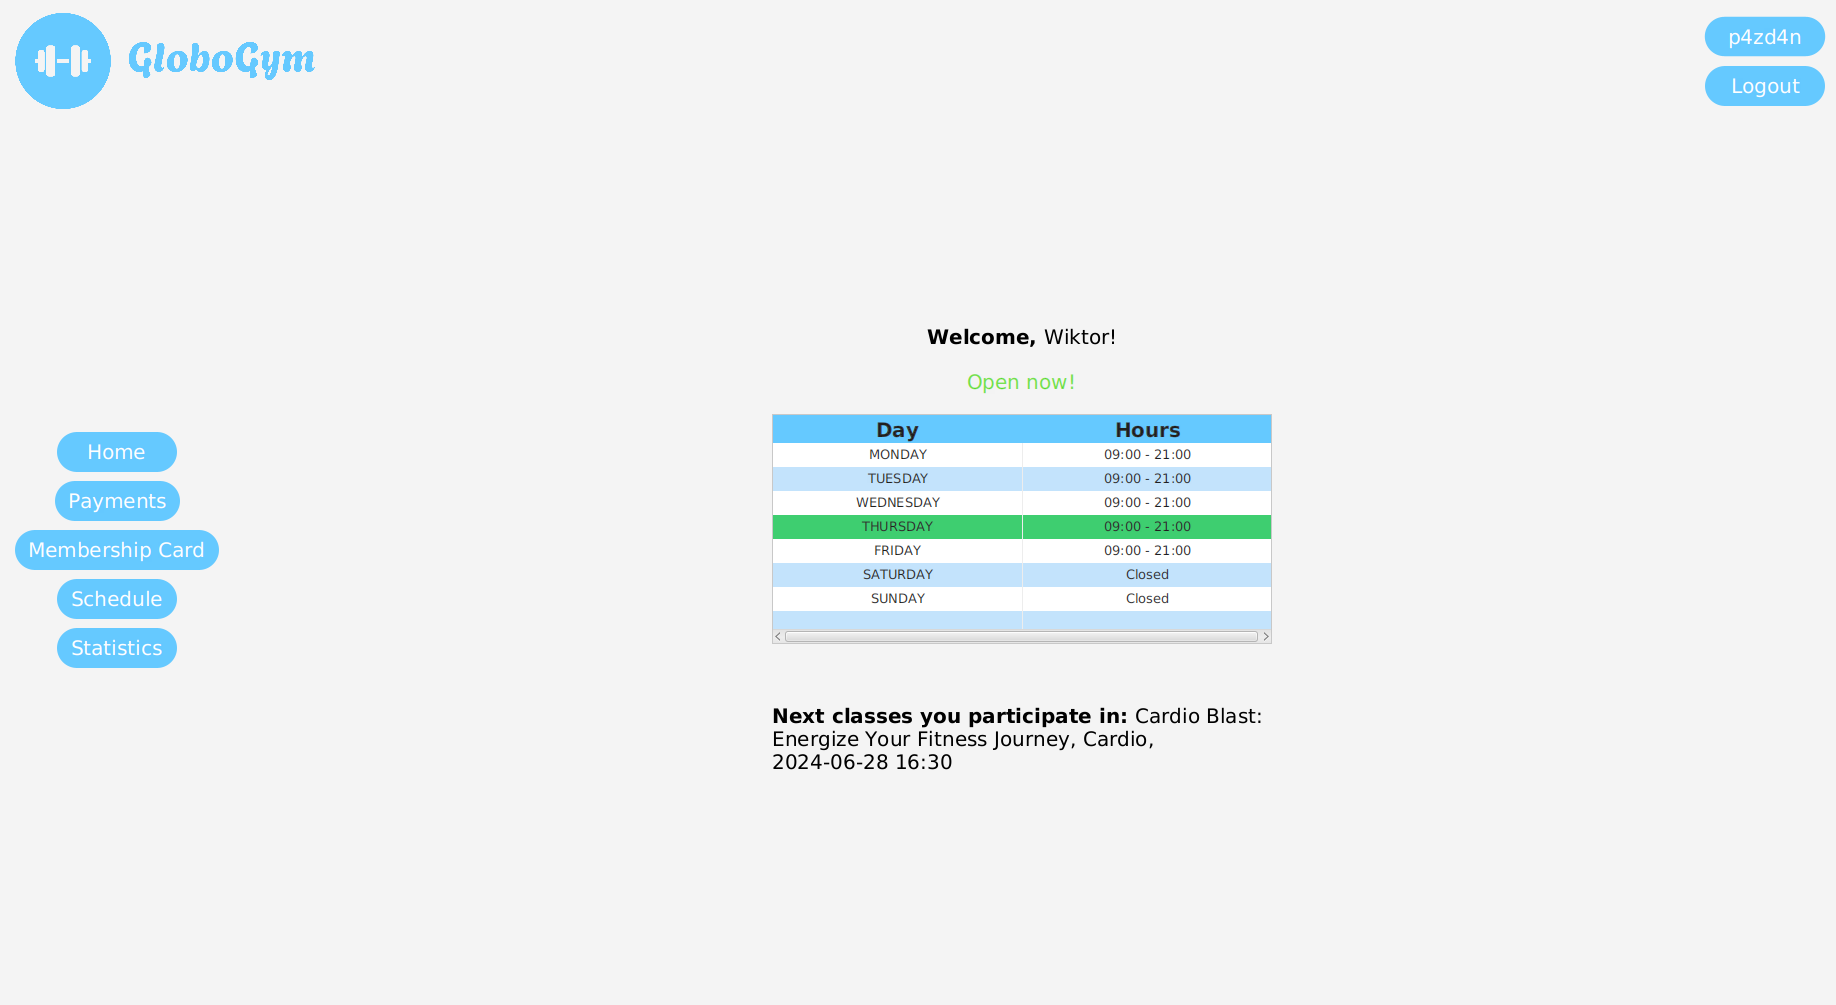 GloboGym
p4zd4n
Logout
Welcome, Wiktor!
Open now!
Day Hours
MONDAY 09:00 - 21:00
TUESDAY 09:00 - 21:00
WEDNESDAY 09:00 - 21:00
THURSDAY 09:00 - 21:00
FRIDAY 09:00 - 21:00
SATURDAY Closed
SUNDAY Closed
Home
Payments
Membership Card
Schedule
Statistics
Next classes you participate in: Cardio Blast:
Energize Your Fitness Journey, Cardio,
2024-06-28 16:30